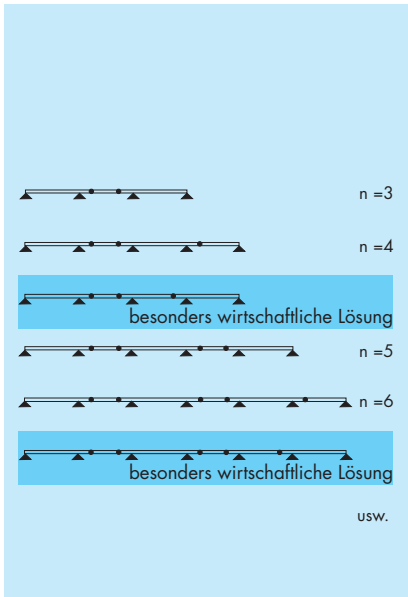 n =3
n =4
besonders wirtschaftliche Lösung
n =5
n =6
besonders wirtschaftliche Lösung
usw.